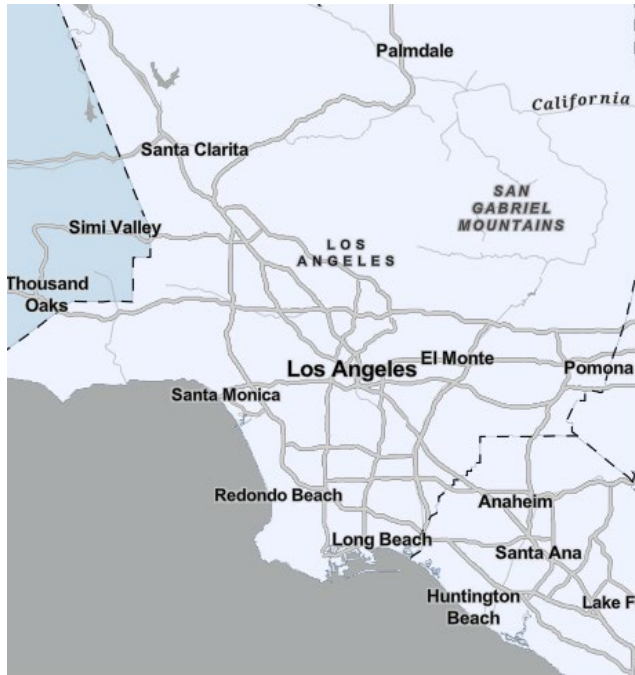 Palmdale
California
Santa Clarita
SAN
GABRIEL
MOUNTAINS
Simi Valley
LOS
ANGELES
Thousand
Oaks
El Monte
Los Angeles
Pomona
Santa Monica
Redondo Beach
Anaheim
Long Beach
Santa Ana
Huntington
Beach
Lake F